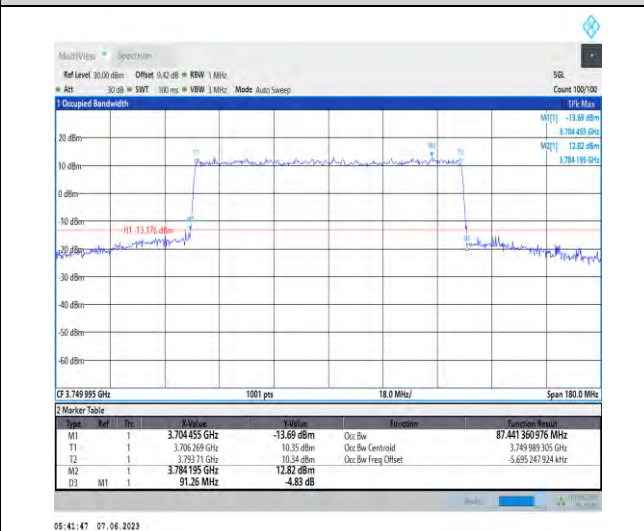 MultiView Spectrum
Ref Level 30.00 dBm Offset 9.42 dB RBW 1 MHz SGL
Att 30 dB SWT 100 ms VBW 3 MHz Mode Auto Sweep Count 100/100
1 Occupied Bandwidth 1Pk Max
M1[1] -13.69 dBm
3.704 455 GHz
M2[1] 12.82 dBm
3.784 195 GHz
20 dBm
T1 M2 T2
10 dBm
0 dBm
-10 dBm
M1
H1 -13.176 dBm
D3
-20 dBm
-30 dBm
-40 dBm
-50 dBm
-60 dBm
CF 3.749 995 GHz 1001 pts 18.0 MHz/ Span 180.0 MHz
2 Marker Table
Type Ref Trc X-Value Y-Value Function Function Result
M1 1 3.704 455 GHz -13.69 dBm Occ Bw 87.441 360 976 MHz
T1 1 3.706 269 GHz 10.35 dBm Occ Bw Centroid 3.749 989 305 GHz
T2 1 3.793 71 GHz 10.34 dBm Occ Bw Freq Offset -5.695 247 924 kHz
M2 1 3.784 195 GHz 12.82 dBm
D3 M1 1 91.26 MHz -4.83 dB
05:41:47 07.06.2023